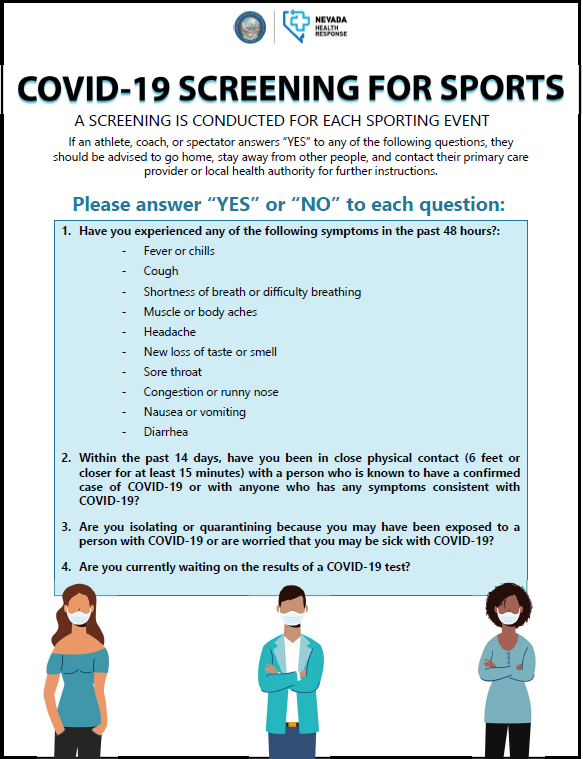 NEVADA
HEALTH
RESPONSE
COVID-19 SCREENING FOR SPORTS
A SCREENING IS CONDUCTED FOR EACH SPORTING EVENT
If an athlete, coach, or spectator answers “YES” to any of the following questions, they
should be advised to go home, stay away from other people, and contact their primary care
provider or local health authority for further instructions.
Please answer “YES” or “NO” to each question:
1. Have you experienced any of the following symptoms in the past 48 hours?:
- Fever or chills
- Cough
- Shortness of breath or difficulty breathing
- Muscle or body aches
- Headache
- New loss of taste or smell
- Sore throat
- Congestion or runny nose
- Nausea or vomiting
- Diarrhea
2. Within the past 14 days, have you been in close physical contact (6 feet or
closer for at least 15 minutes) with a person who is known to have a confirmed
case of COVID-19 or with anyone who has any symptoms consistent with
COVID-19?
3. Are you isolating or quarantining because you may have been exposed to a
person with COVID-19 or are worried that you may be sick with COVID-19?
4. Are you currently waiting on the results of a COVID-19 test?